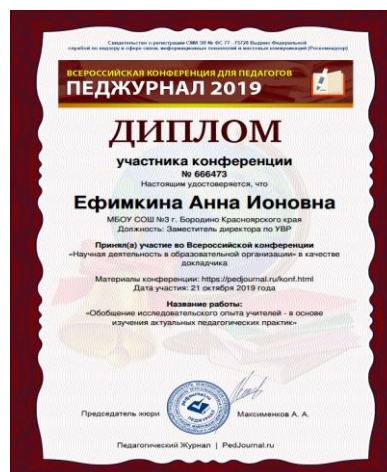 Свидетельство о регистрации СМИ ЭЛ № ФС 77 - 75728 Выдано Федеральной
службой по надзору в сфере связи, информационных технологий и массовых коммуникаций (Роскомнадзор)
ВСЕРОССИЙСКАЯ КОНФЕРЕНЦИЯ ДЛЯ ПЕДАГОГОВ
ПЕДЖУРНАЛ 2019
ДИПЛОМ
участника конференции
№ 666473
Настоящим удостоверяется, что
Ефимкина Анна Ионовна
МБОУ СОШ №3 г. Бородино Красноярского края
Должность: Заместитель директора по УВР
Принял(а) участие во Всероссийской конференции
«Научная деятельность в образовательной организации» в качестве
докладчика
Материалы конференции: https://pedjournal.ru/konf.html
Дата участия: 21 октября 2019 года
Название работы:
«Обобщение исследовательского опыта учителей - в основе
изучения актуальных педагогических практик»
Председатель жюри
Максименков А. А.
Педагогический Журнал | PedJournal.ru